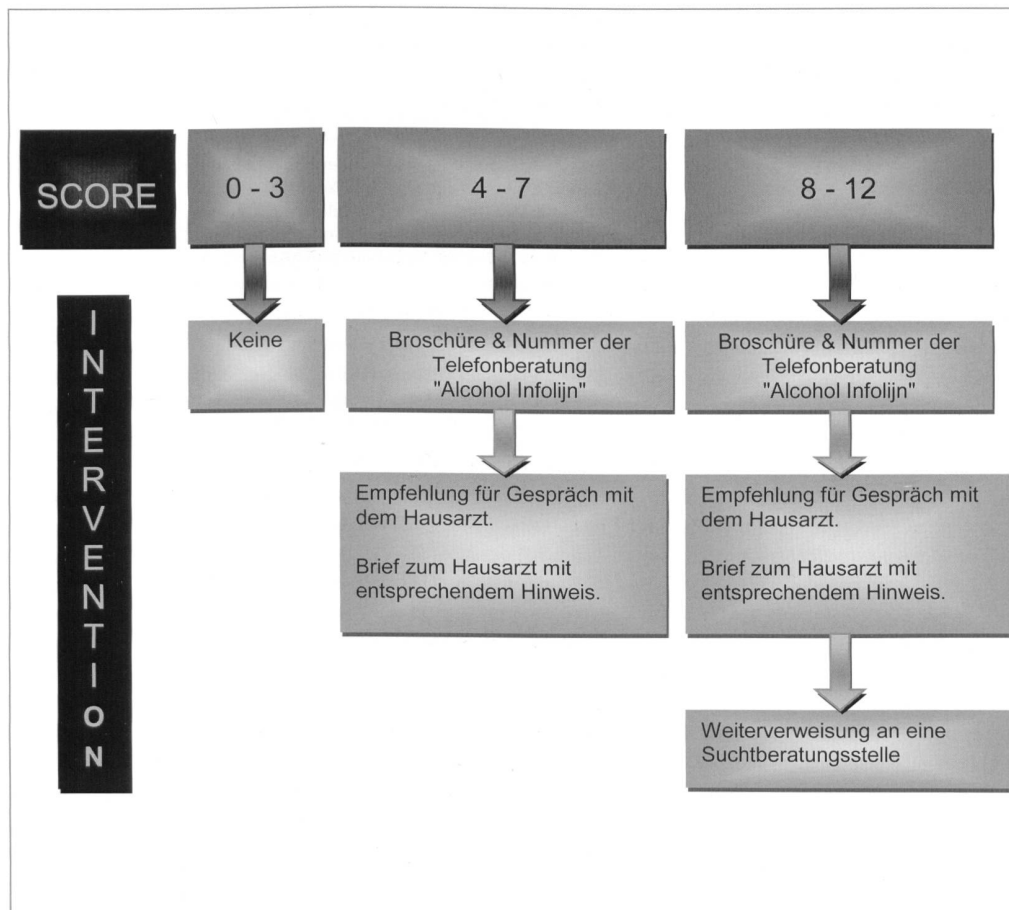 SCORE
0 - 3
4 - 7
8 - 12
INTERVENTION
Keine
Broschüre & Nummer der
Telefonberatung
"Alcohol Infolijn"
Empfehlung für Gespräch mit
dem Hausarzt.
Brief zum Hausarzt mit
entsprechendem Hinweis.
Broschüre & Nummer der
Telefonberatung
"Alcohol Infolijn"
Empfehlung für Gespräch mit
dem Hausarzt.
Brief zum Hausarzt mit
entsprechendem Hinweis.
Weiterverweisung an eine
Suchtberatungsstelle